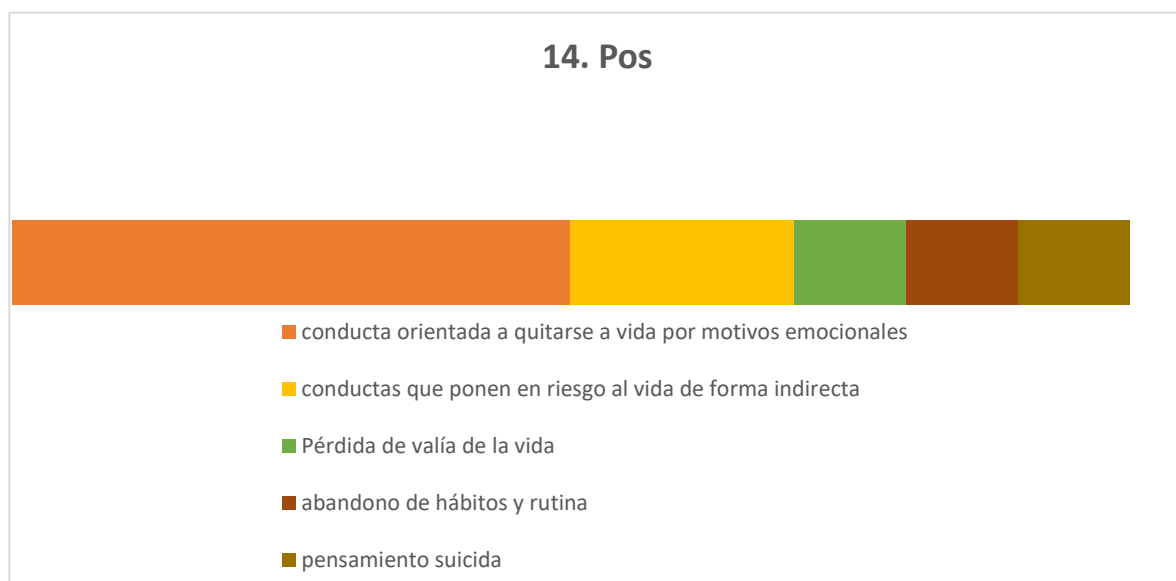 14. Pos
conducta orientada a quitarse a vida por motivos emocionales
conductas que ponen en riesgo al vida de forma indirecta
Pérdida de valía de la vida
abandono de hábitos y rutina
pensamiento suicida